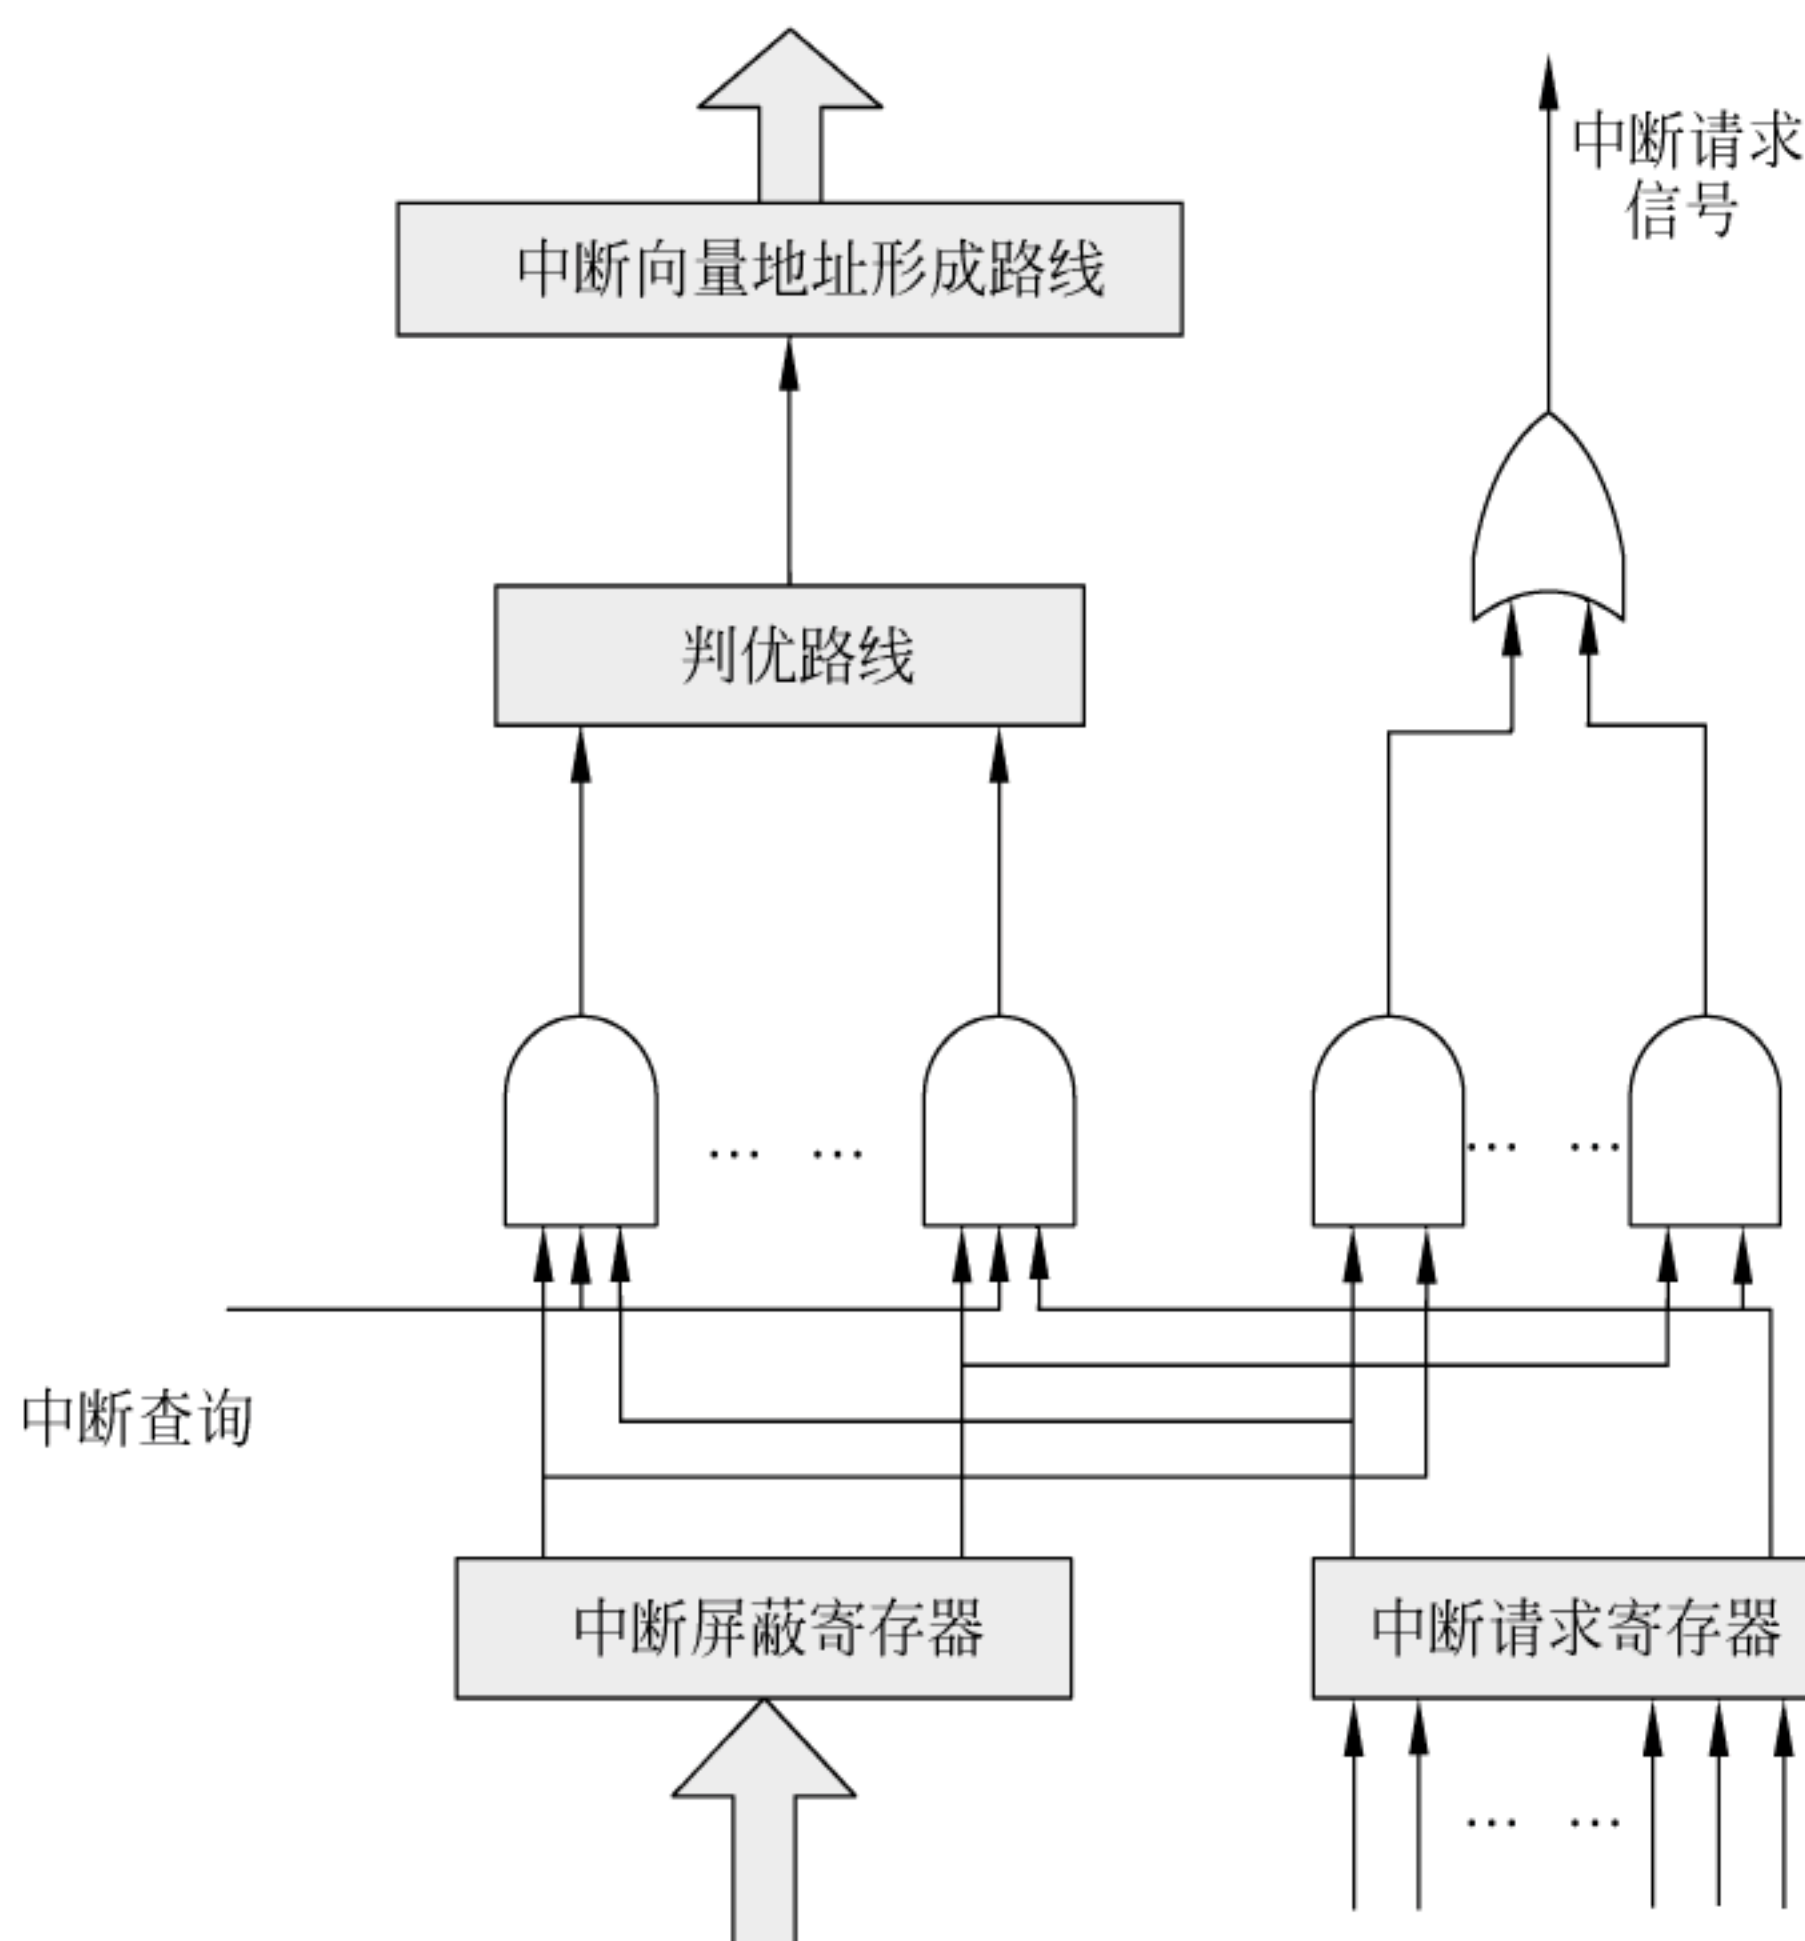 中断请求
信号
中断向量地址形成路线
判优路线
… …
… …
中断查询
中断屏蔽寄存器
中断请求寄存器
… …